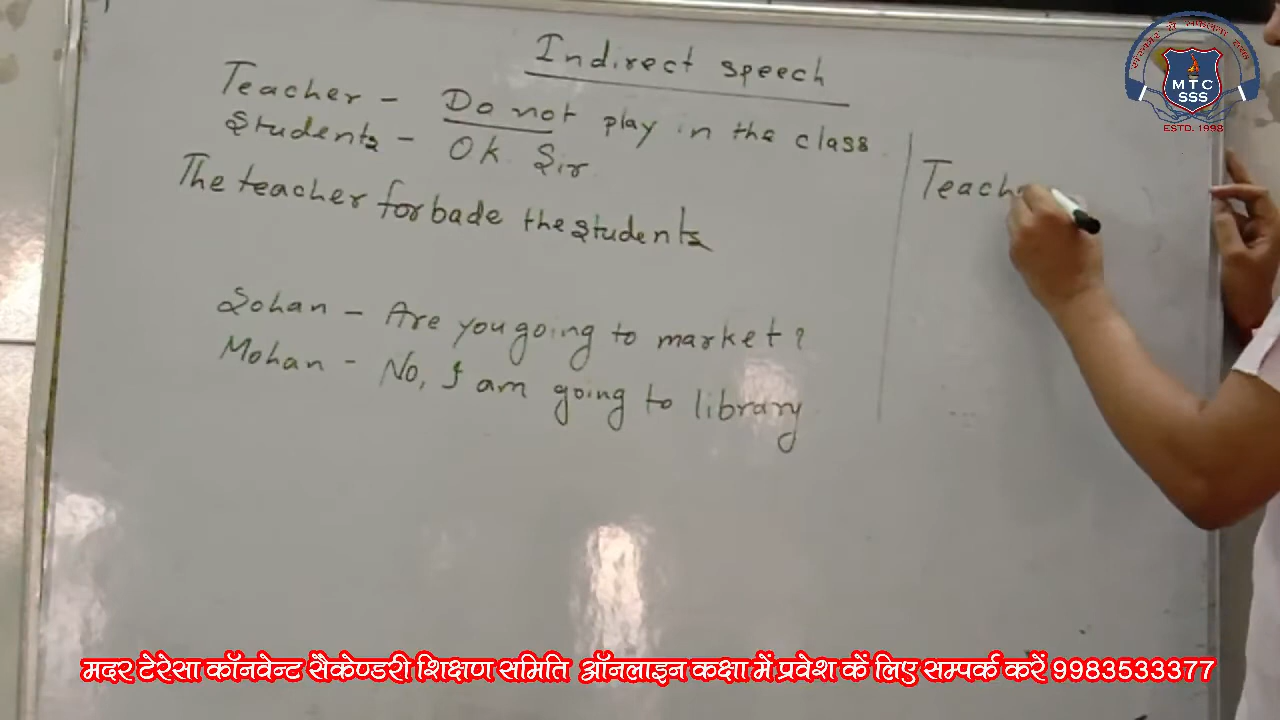 Indirect speech
Teacher - Do not play in the class.
Students - Ok Sir
The teacher forbade the students
Sohan - Are you going to market?
Mohan - No, I am going to library
Teach
MTC
SSS
ESTD. 1998
मदर टेरेसा कॉनवेन्ट सैकेण्डरी शिक्षण समिति ऑनलाइन कक्षा में प्रवेश कें लिए सम्पर्क करें 9983533377